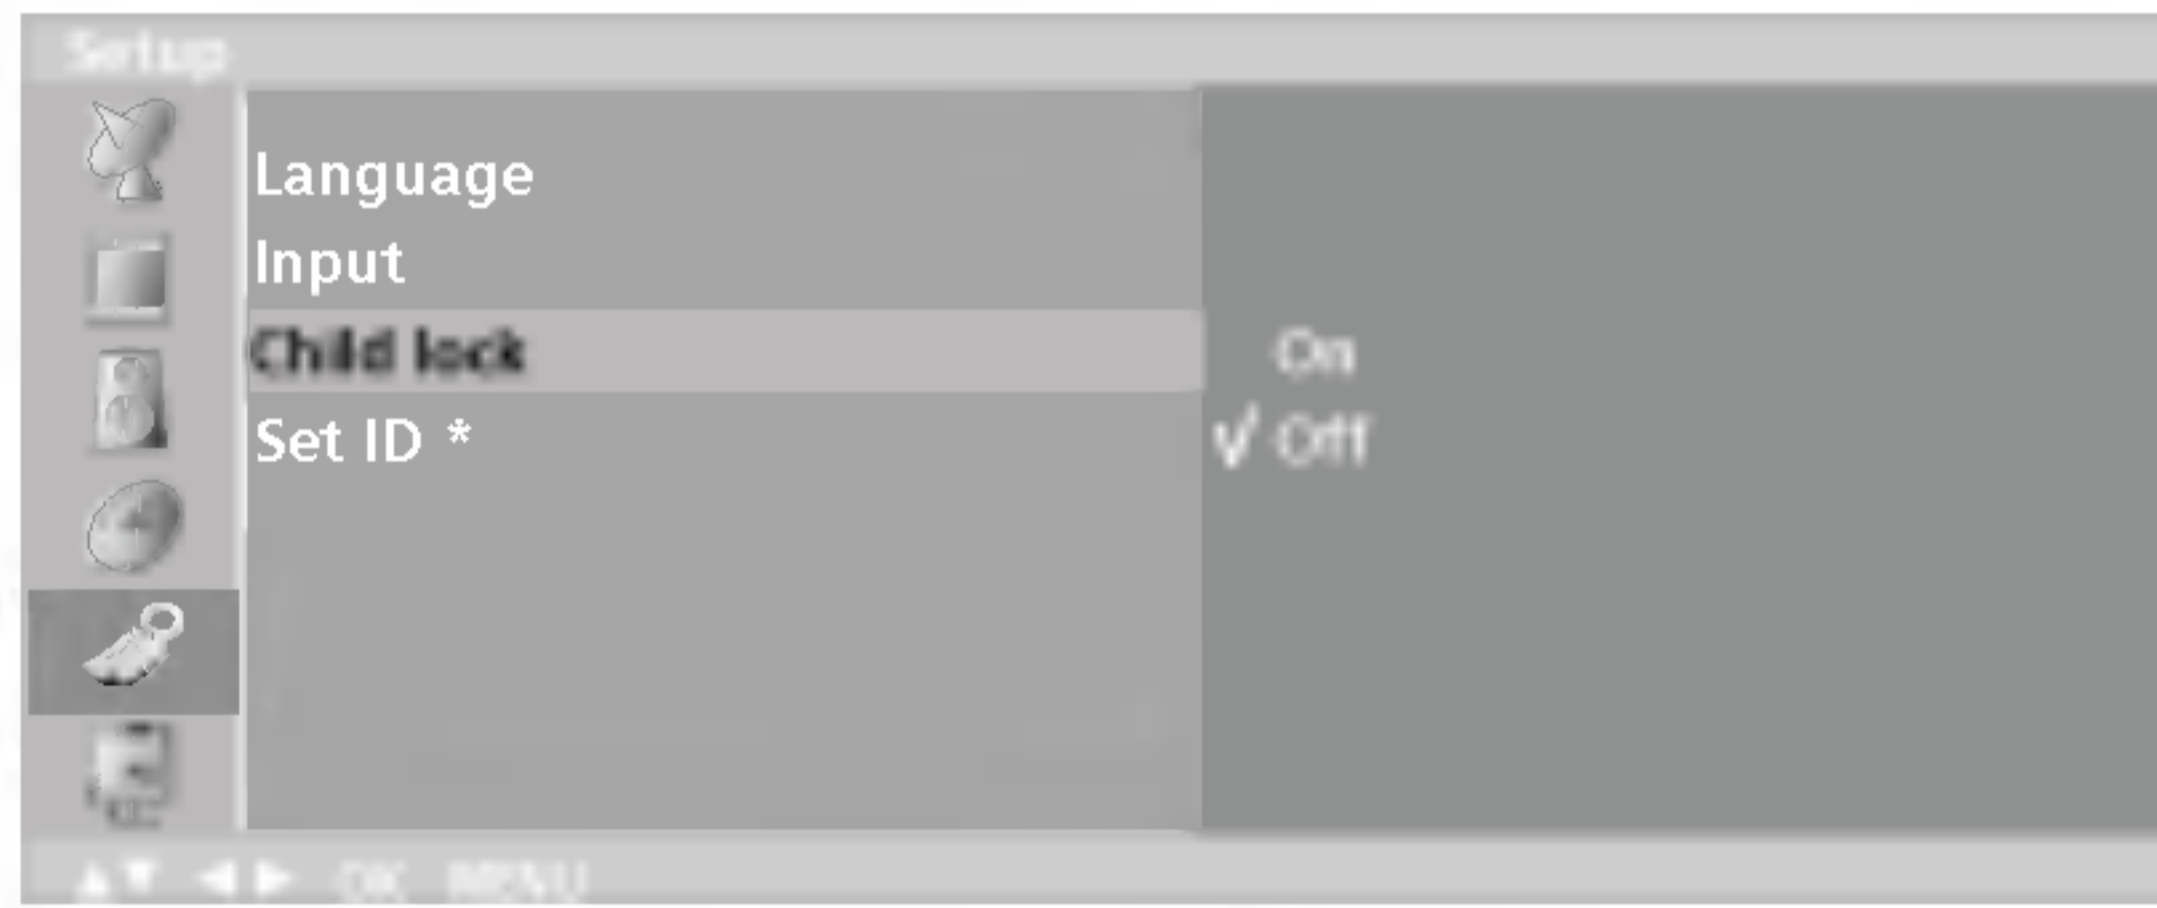 Setup
Language
Input
Child lock On
Set ID * √ Off
▲▼ ◀▶ OK MENU